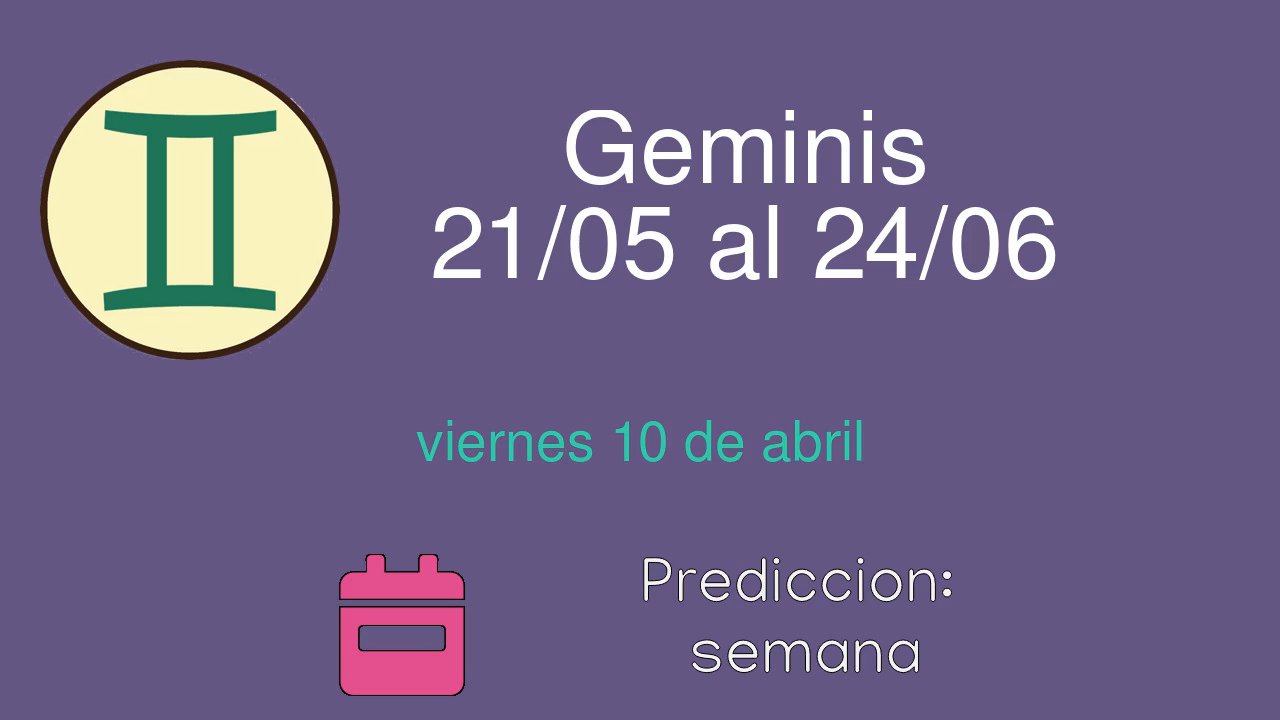 Geminis
21/05 al 24/06
viernes 10 de abril
Prediccion:
semana